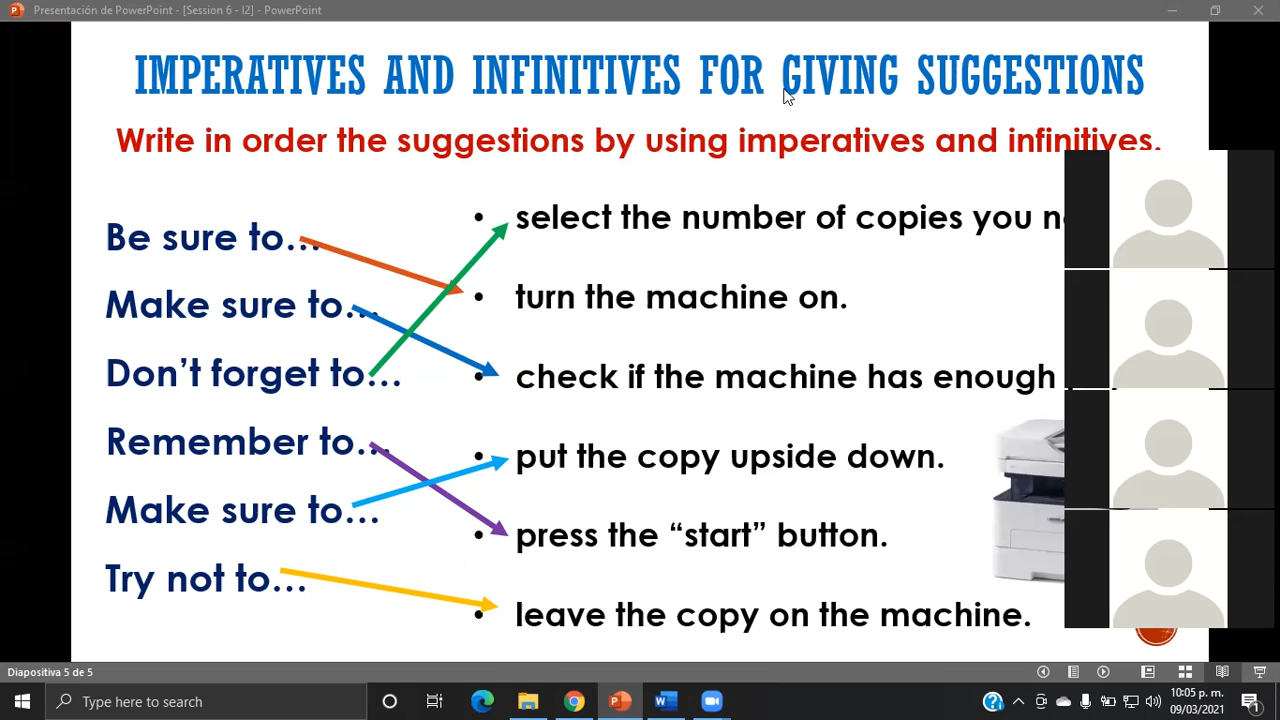 Presentación de PowerPoint - [Session 6 - I2] - PowerPoint
IMPERATIVES AND INFINITIVES FOR GIVING SUGGESTIONS
Write in order the suggestions by using imperatives and infinitives.
Be sure to…
Make sure to…
Don’t forget to…
Remember to…
Make sure to…
Try not to…
• select the number of copies you
• turn the machine on.
• check if the machine has enough
• put the copy upside down.
• press the “start” button.
• leave the copy on the machine.
Diapositiva 5 de 5
Type here to search
10:05 p. m.
09/03/2021